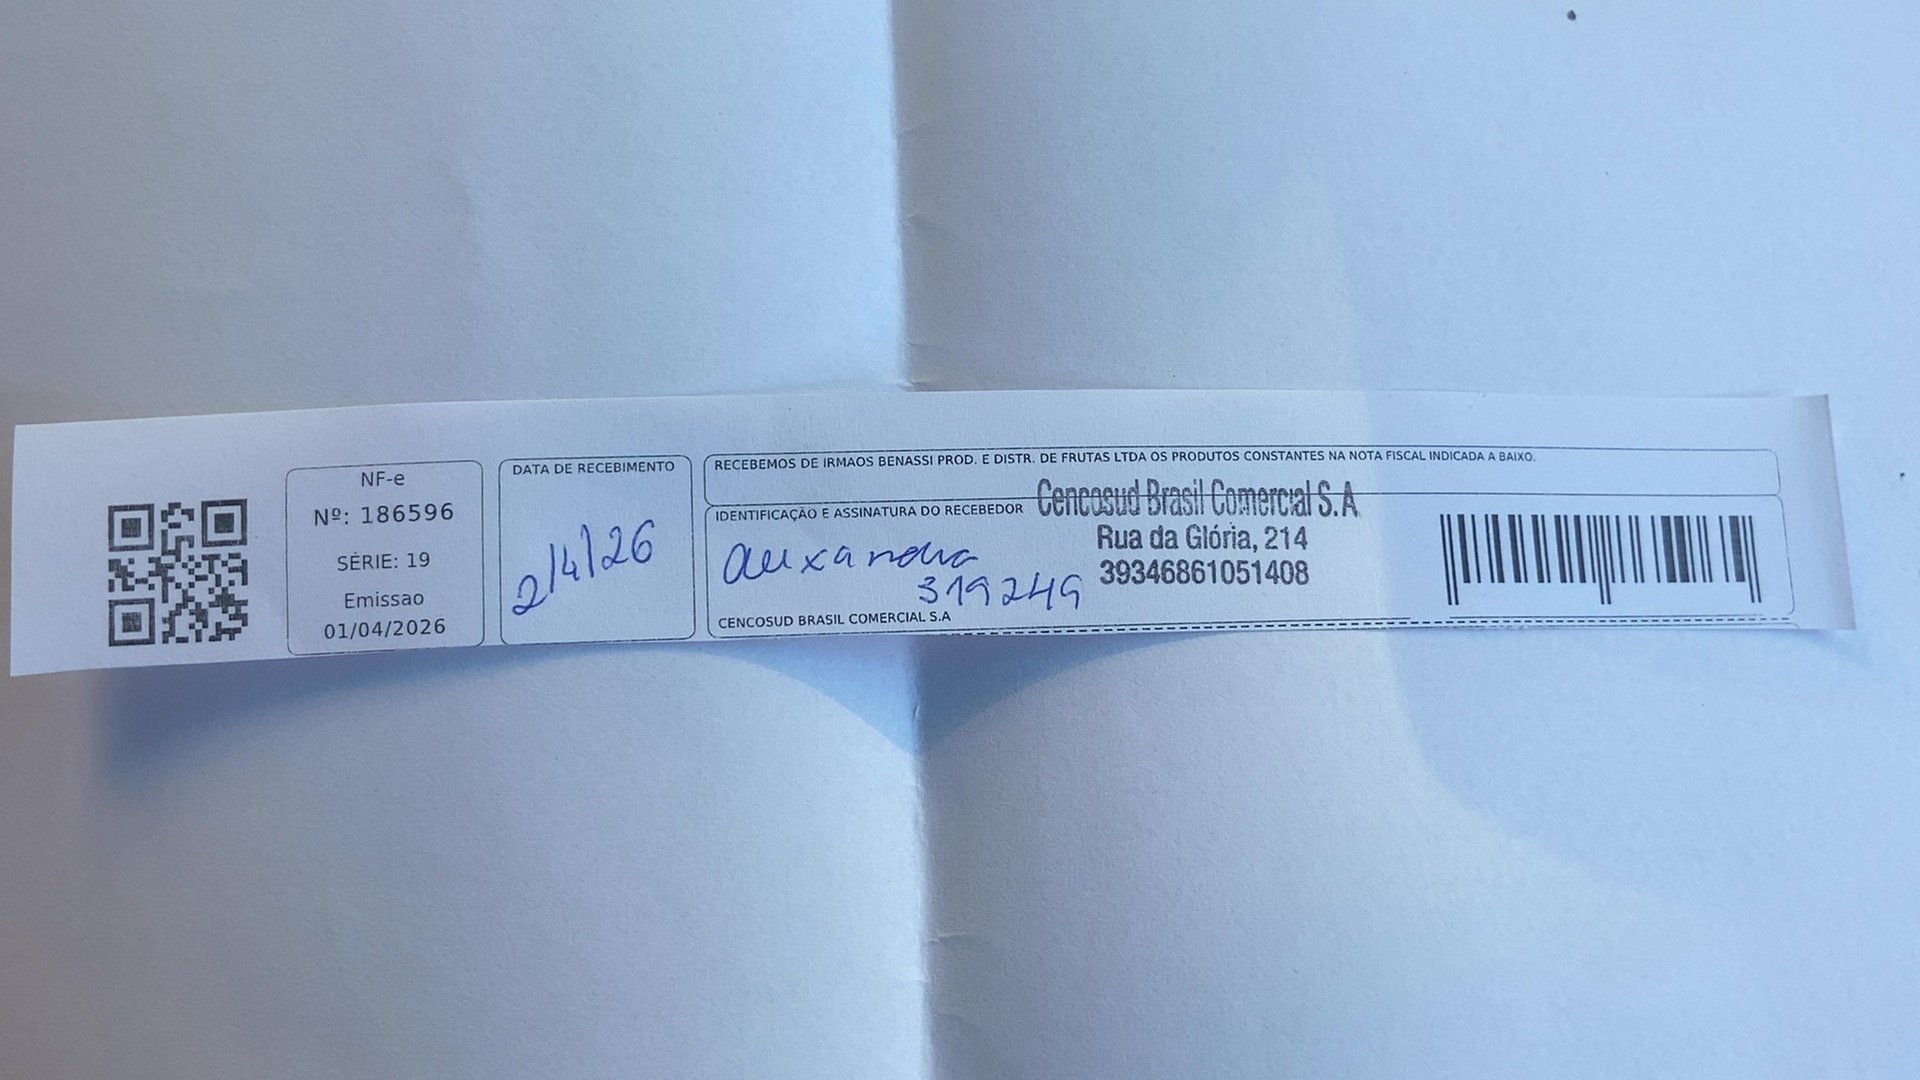 NF-e
Nº: 186596
SÉRIE: 19
Emissao
01/04/2026
DATA DE RECEBIMENTO
2/4/26
RECEBEMOS DE IRMAOS BENASSI PROD. E DISTR. DE FRUTAS LTDA OS PRODUTOS CONSTANTES NA NOTA FISCAL INDICADA A BAIXO.
IDENTIFICAÇÃO E ASSINATURA DO RECEBEDOR
Cencosud Brasil Comercial S.A
Rua da Glória, 214
39346861051408
319249
CENCOSUD BRASIL COMERCIAL S.A